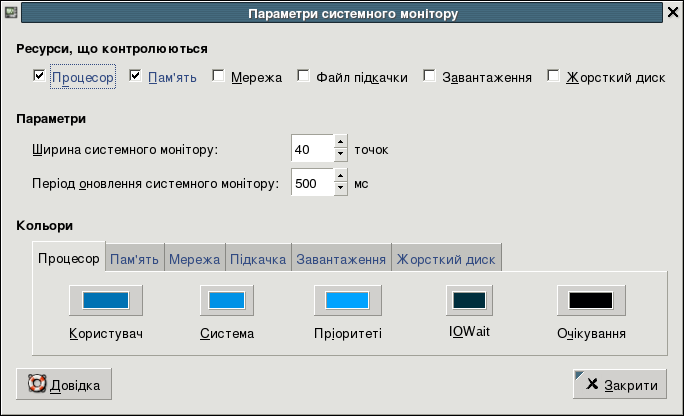 Параметри системного монітору
Ресурси, що контролюються
Процесор Пам'ять Мережа Файл підкачки Завантаження Жорсткий диск
Параметри
Ширина системного монітору: 40 точок
Період оновлення системного монітору: 500 мс
Кольори
Процесор Пам'ять Мережа Підкачка Завантаження Жорсткий диск
Користувач Система Пріоритеті IOWait Очікування
Довідка Закрити